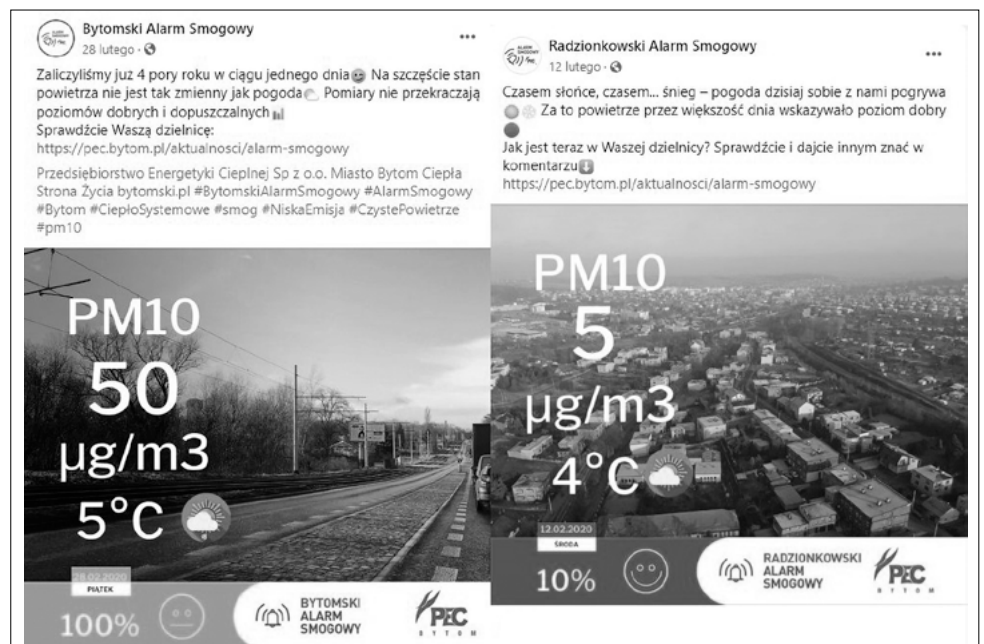 Bytomski Alarm Smogowy
28 lutego ·
Zaliczyliśmy już 4 pory roku w ciągu jednego dnia Na szczęście stan
powietrza nie jest tak zmienny jak pogoda Pomiary nie przekraczają
poziomów dobrych i dopuszczalnych
Sprawdźcie Waszą dzielnicę:
https://pec.bytom.pl/aktualnosci/alarm-smogowy
Przedsiębiorstwo Energetyki Cieplnej Sp z o.o. Miasto Bytom Ciepła
Strona Życia bytomski.pl #BytomskiAlarmSmogowy #AlarmSmogowy
#Bytom #CiepłoSystemowe #smog #NiskaEmisja #CzystePowietrze
#pm10
PM10
50
µg/m3
5°C
28.02.2020
PIĄTEK
100%
BYTOMSKI
ALARM
SMOGOWY
PEC
BYTOM
Radzionkowski Alarm Smogowy
12 lutego ·
Czasem słońce, czasem... śnieg – pogoda dzisiaj sobie z nami pogrywa
Za to powietrze przez większość dnia wskazywało poziom dobry
Jak jest teraz w Waszej dzielnicy? Sprawdźcie i dajcie innym znać w
komentarzu
https://pec.bytom.pl/aktualnosci/alarm-smogowy
PM10
5
µg/m3
4°C
12.02.2020
ŚRODA
10%
RADZIONKOWSKI
ALARM
SMOGOWY
PEC
BYTOM